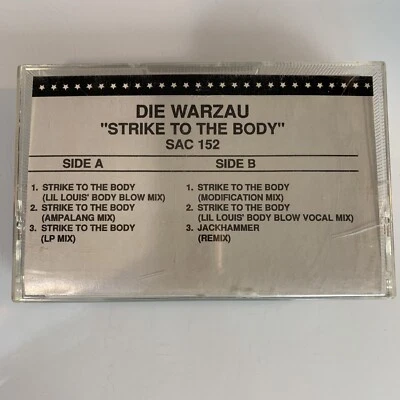 DIE WARZAU
"STRIKE TO THE BODY"
SAC 152
SIDE A
1. STRIKE TO THE BODY
(LIL LOUIS' BODY BLOW MIX)
2. STRIKE TO THE BODY
(AMPALANG MIX)
3. STRIKE TO THE BODY
(LP MIX)
SIDE B
1. STRIKE TO THE BODY
(MODIFICATION MIX)
2. STRIKE TO THE BODY
(LIL LOUIS' BODY BLOW VOCAL MIX)
3. JACKHAMMER
(REMIX)